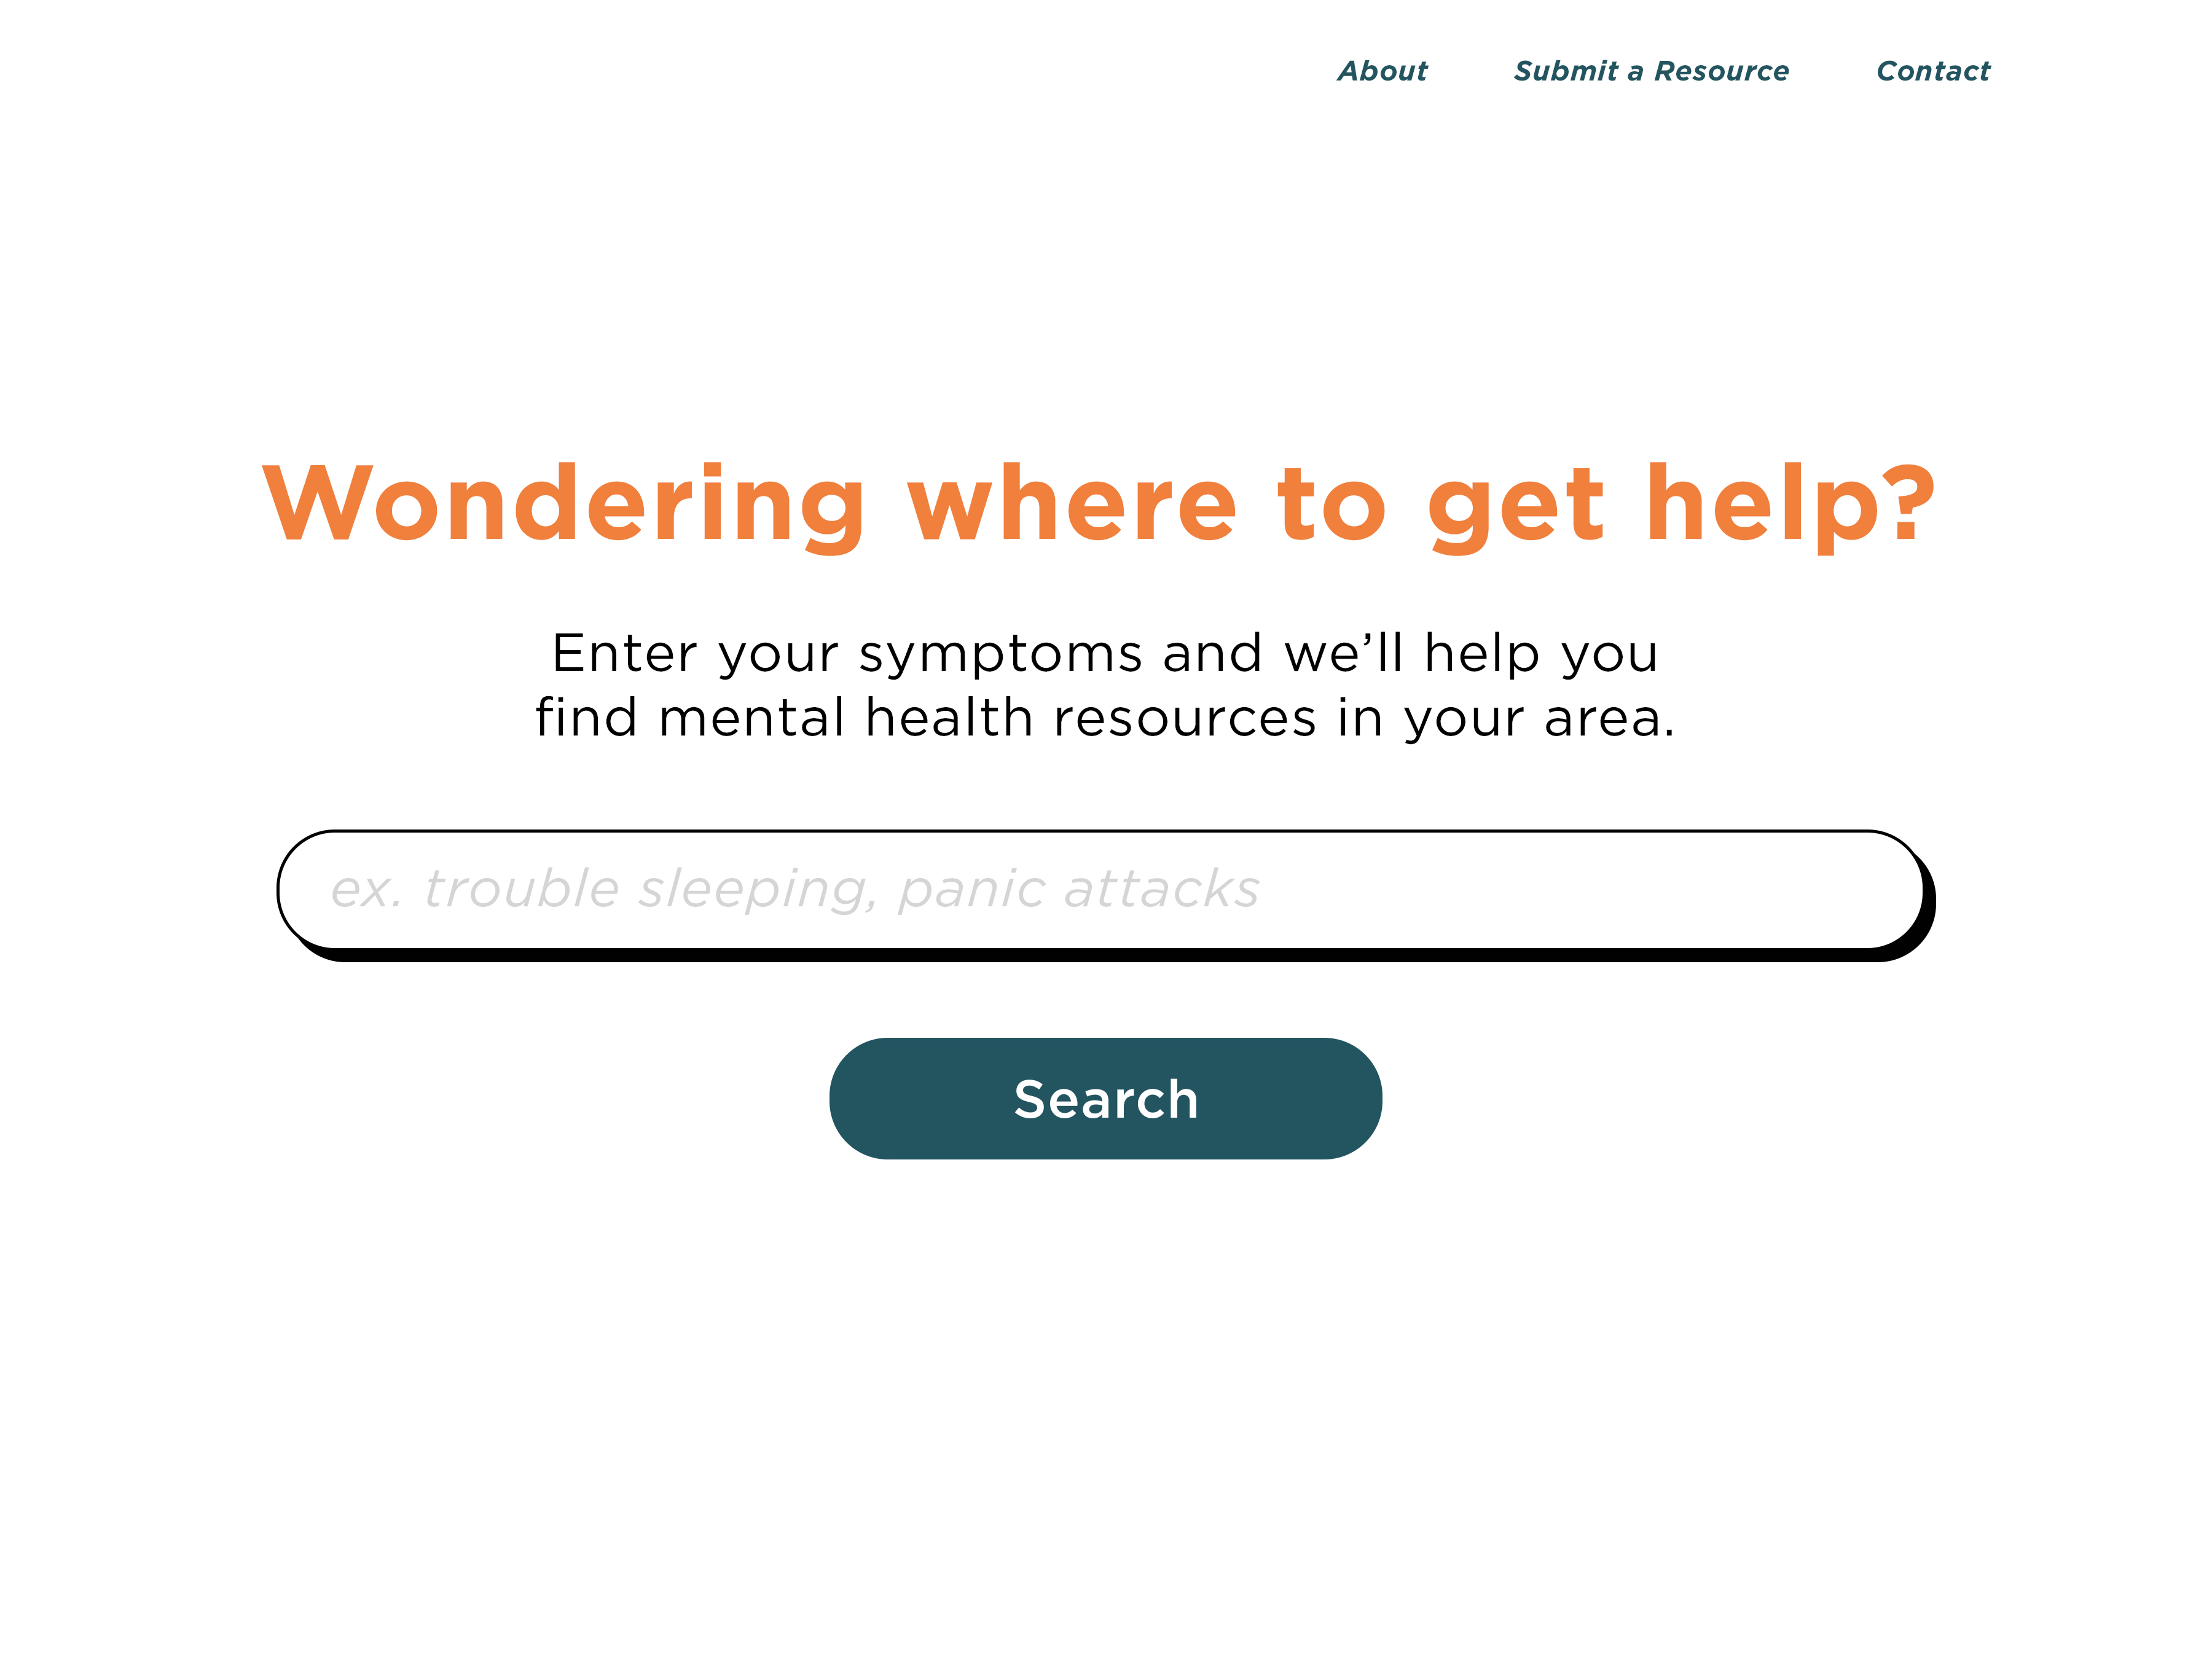 About Submit a Resource Contact
Wondering where to get help?
Enter your symptoms and we’ll help you
find mental health resources in your area.
ex. trouble sleeping, panic attacks
Search